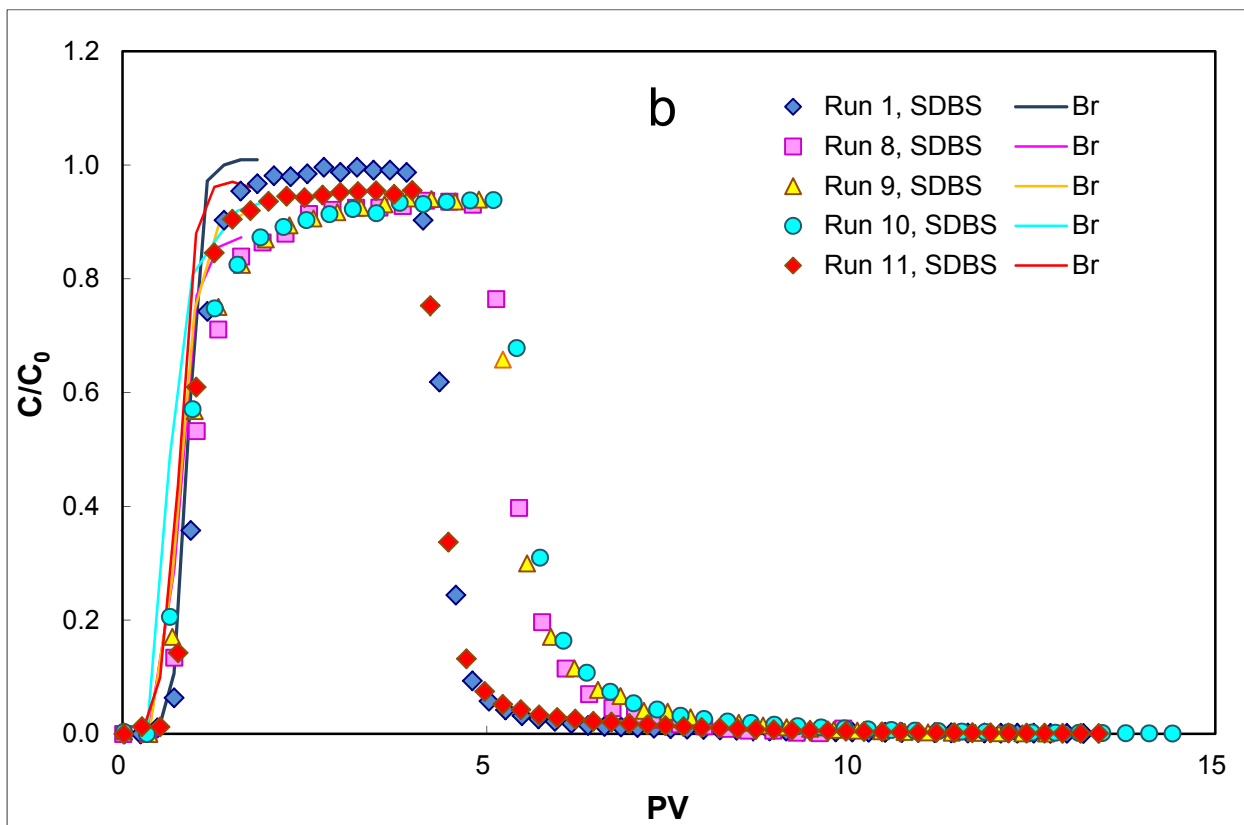 1.2
1.0
0.8
0.6
0.4
0.2
0.0
C/C0
b
Run 1, SDBS Br
Run 8, SDBS Br
Run 9, SDBS Br
Run 10, SDBS Br
Run 11, SDBS Br
0 5 10 15
PV